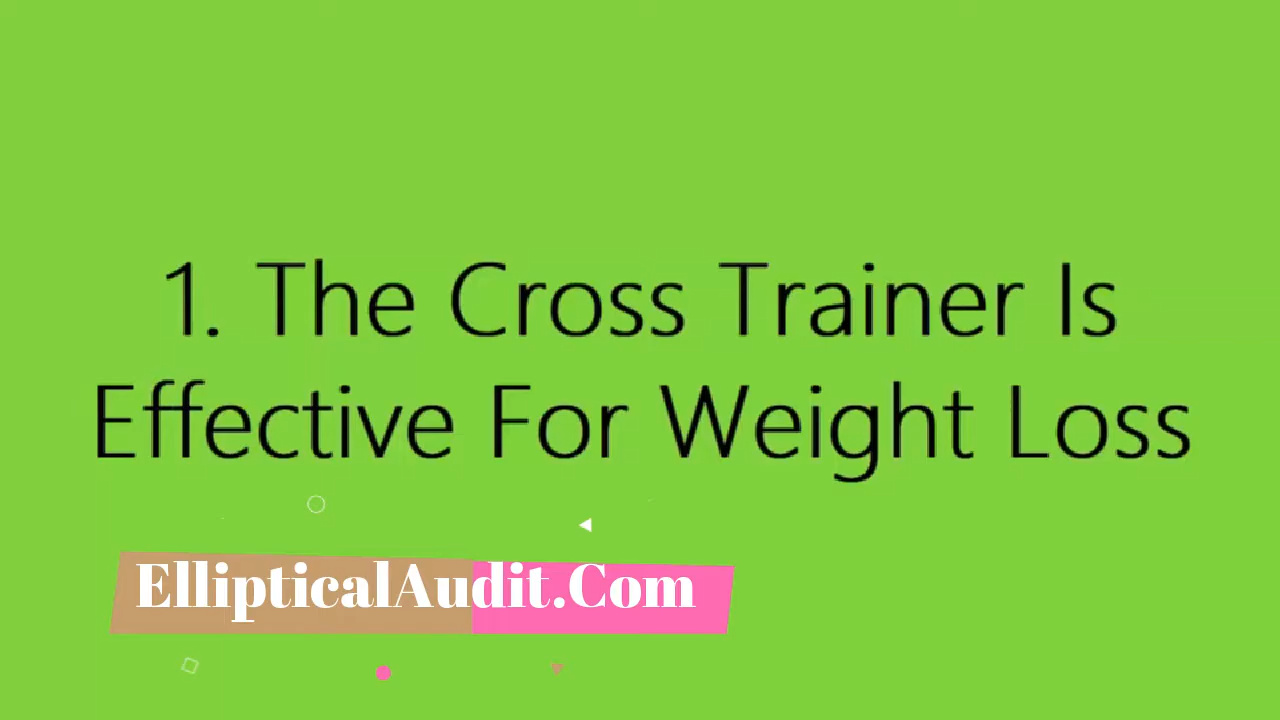 1. The Cross Trainer Is
Effective For Weight Loss
EllipticalAudit.Com